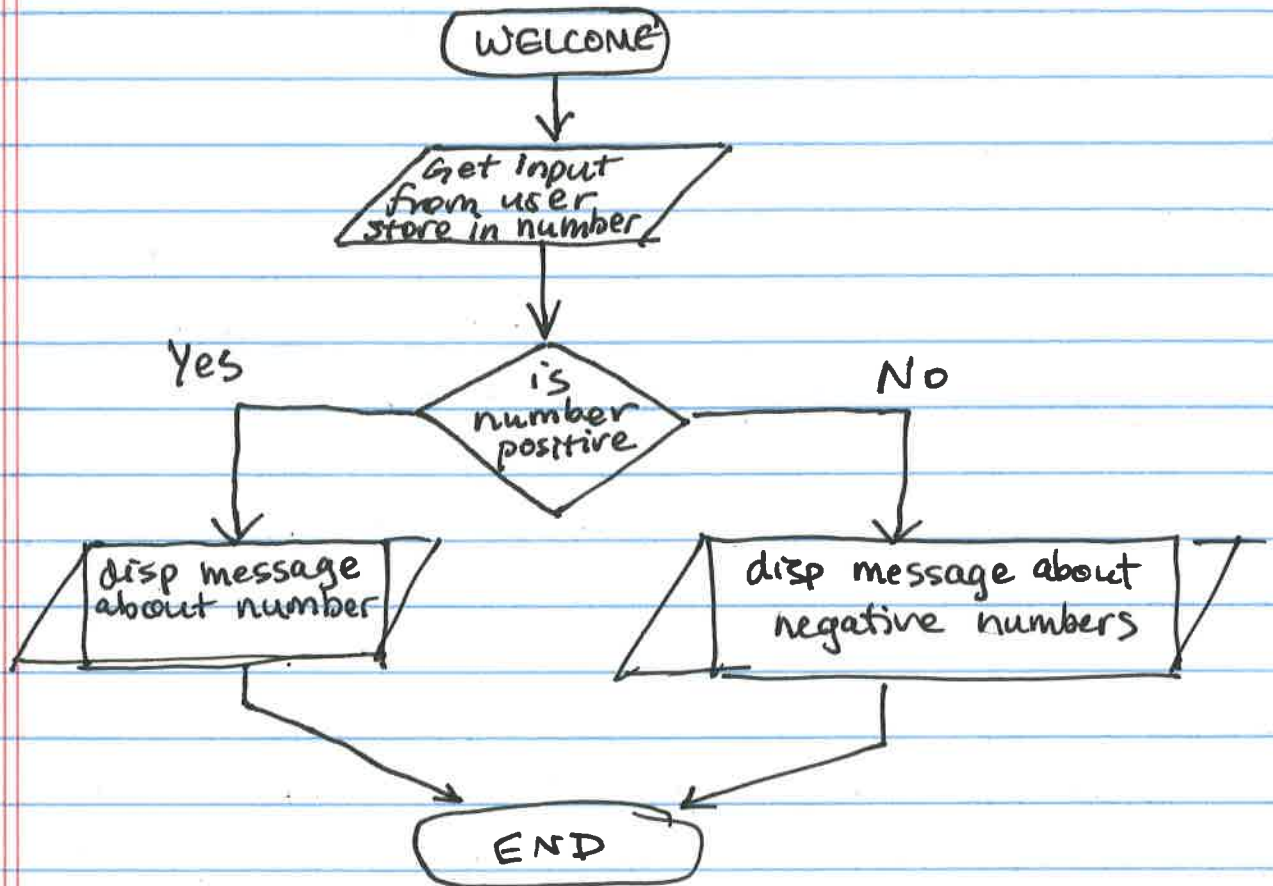 WELCOME
Get Input
from user
store in number
is
number
positive
Yes
No
disp message
about number
disp message about
negative numbers
END